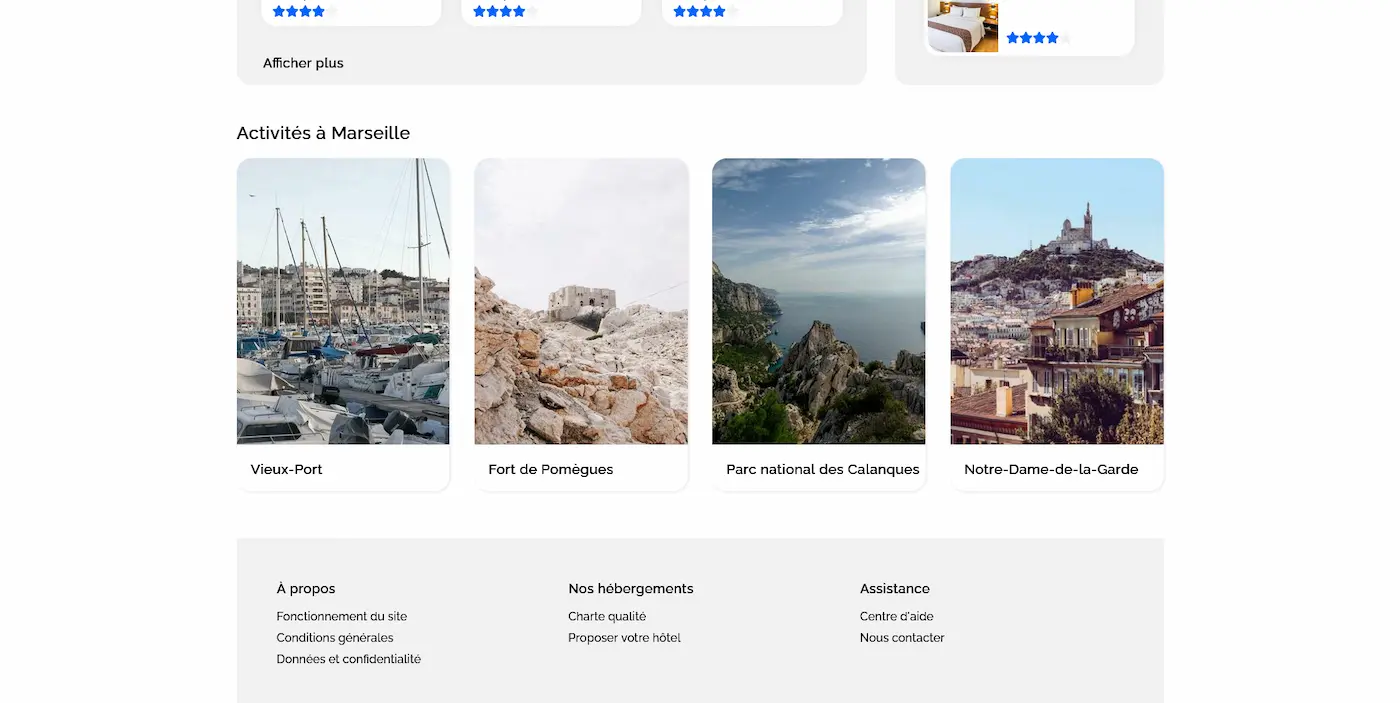 Afficher plus
Activités à Marseille
Vieux-Port
Fort de Pomègues
Parc national des Calanques
Notre-Dame-de-la-Garde
À propos
Fonctionnement du site
Conditions générales
Données et confidentialité
Nos hébergements
Charte qualité
Proposer votre hôtel
Assistance
Centre d'aide
Nous contacter